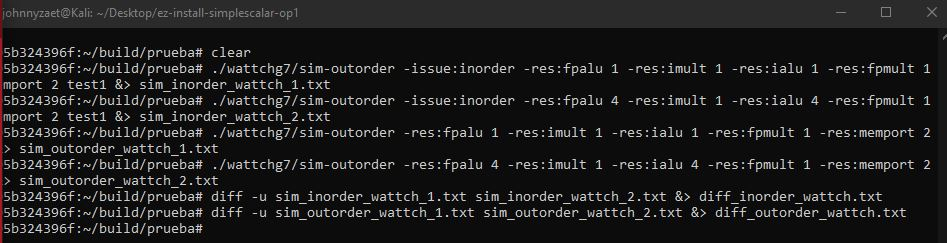 johnnyzaet@Kali: ~/Desktop/ez-install-simplescalar-op1
5b324396f:~/build/prueba# clear
5b324396f:~/build/prueba# ./wattchg7/sim-outorder -issue:inorder -res:fpalu 1 -res:imult 1 -res:ialu 1 -res:fpmult 1
mport 2 test1 &> sim_inorder_wattch_1.txt
5b324396f:~/build/prueba# ./wattchg7/sim-outorder -issue:inorder -res:fpalu 4 -res:imult 1 -res:ialu 4 -res:fpmult 1
mport 2 test1 &> sim_inorder_wattch_2.txt
5b324396f:~/build/prueba# ./wattchg7/sim-outorder -res:fpalu 1 -res:imult 1 -res:ialu 1 -res:fpmult 1 -res:memport 2
> sim_outorder_wattch_1.txt
5b324396f:~/build/prueba# ./wattchg7/sim-outorder -res:fpalu 4 -res:imult 1 -res:ialu 4 -res:fpmult 1 -res:memport 2
> sim_outorder_wattch_2.txt
5b324396f:~/build/prueba# diff -u sim_inorder_wattch_1.txt sim_inorder_wattch_2.txt &> diff_inorder_wattch.txt
5b324396f:~/build/prueba# diff -u sim_outorder_wattch_1.txt sim_outorder_wattch_2.txt &> diff_outorder_wattch.txt
5b324396f:~/build/prueba#